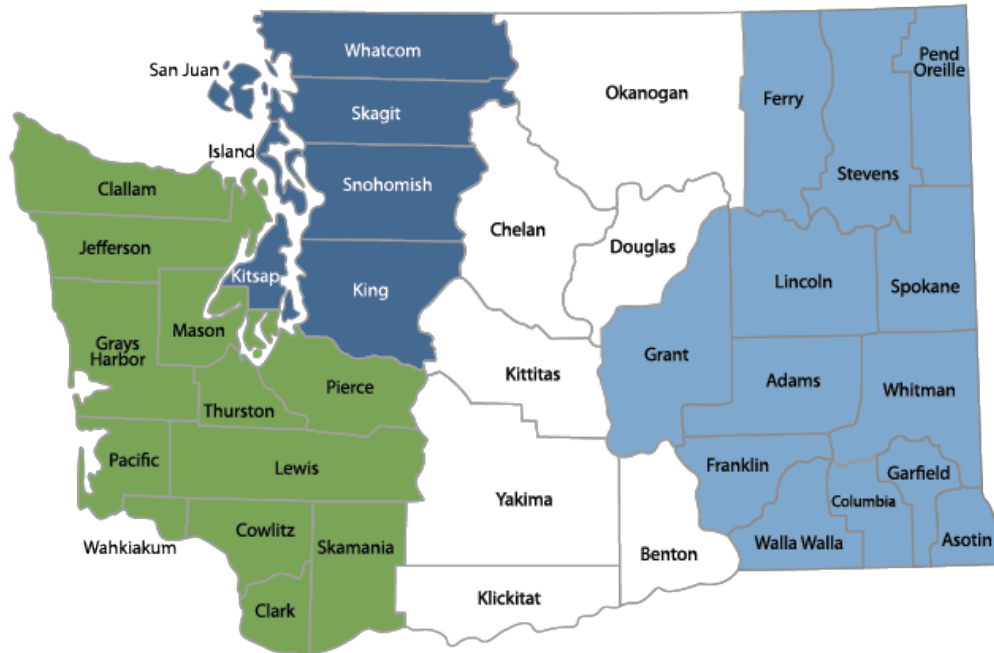 Whatcom
San Juan
Pend
Oreille
Okanogan
Ferry
Skagit
Island
Stevens
Snohomish
Clallam
Chelan
Douglas
Jefferson
Kitsap
King
Lincoln
Spokane
Mason
Grays
Harbor
Grant
Kittitas
Adams
Pierce
Whitman
Thurston
Pacific
Lewis
Franklin
Garfield
Yakima
Columbia
Cowlitz
Wahkiakum
Skamania
Benton
Walla Walla
Asotin
Klickitat
Clark